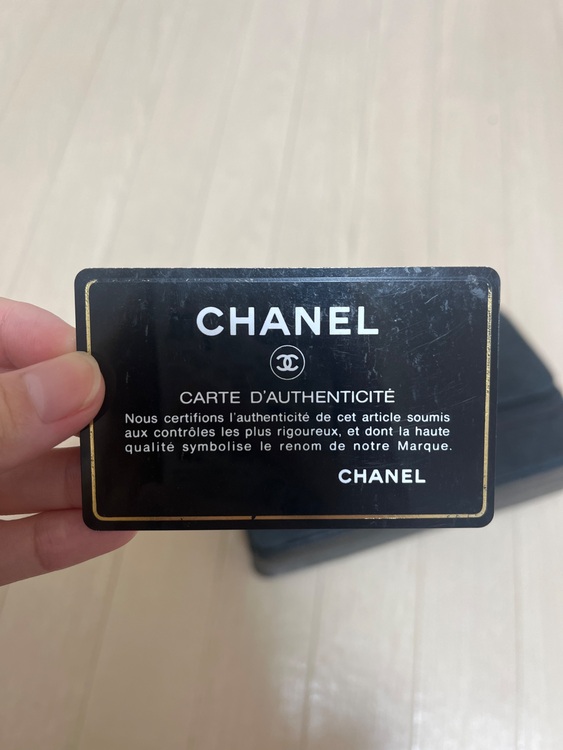 CHANEL
CARTE D'AUTHENTICITÉ
Nous certifions l'authenticité de cet article soumis
aux contrôles les plus rigoureux, et dont la haute
qualité symbolise le renom de notre Marque.
CHANEL